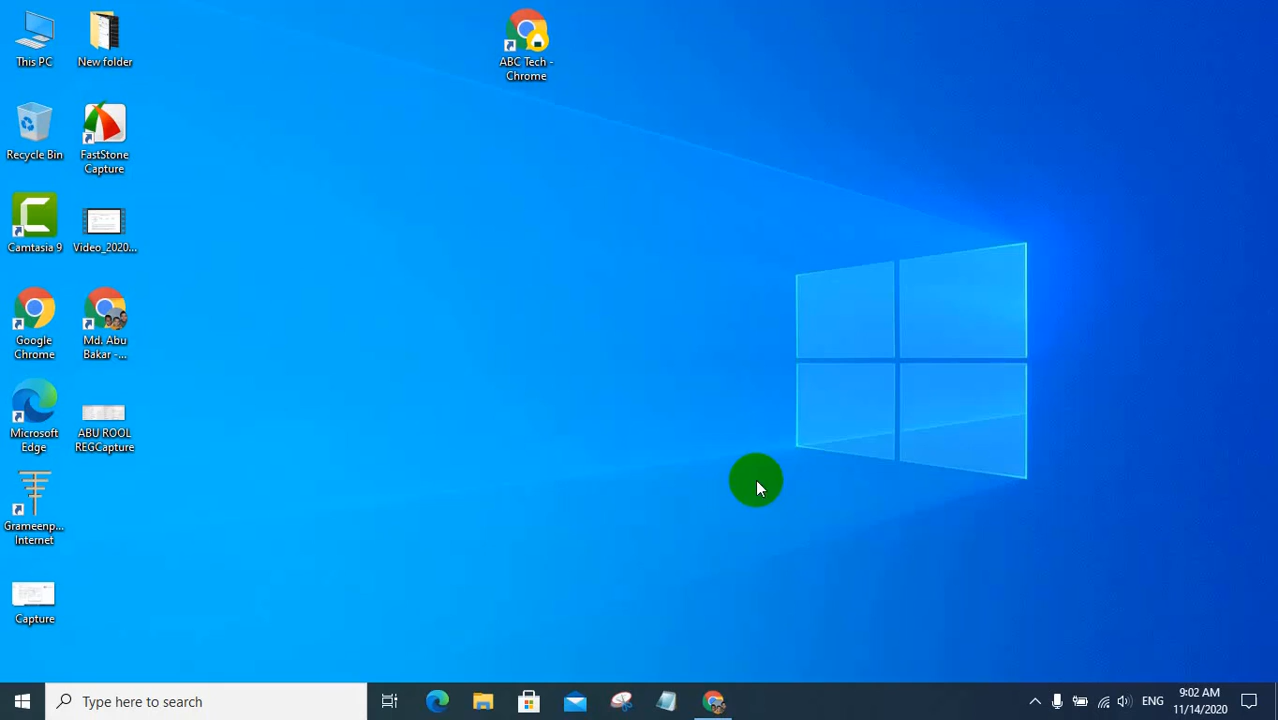 This PC
New folder
ABC Tech -
Chrome
Recycle Bin
FastStone
Capture
Camtasia 9
Video_2020...
Google
Chrome
Md. Abu
Bakar -...
Microsoft
Edge
ABU ROOL
REGCapture
Grameenp...
Internet
Capture
Type here to search
ENG
9:02 AM
11/14/2020